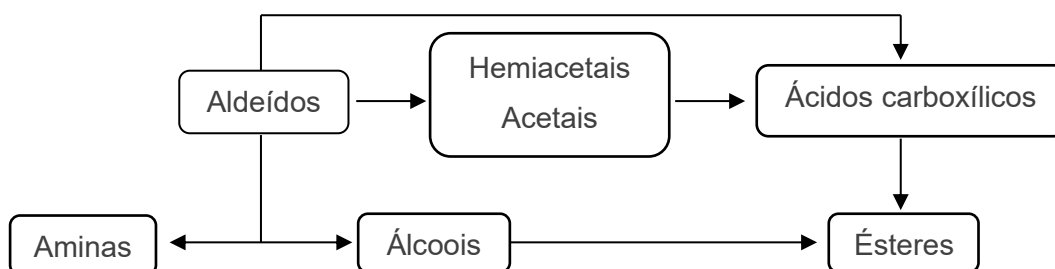 Aldeídos
Hemiacetais
Acetais
Ácidos carboxílicos
Aminas
Álcoois
Ésteres